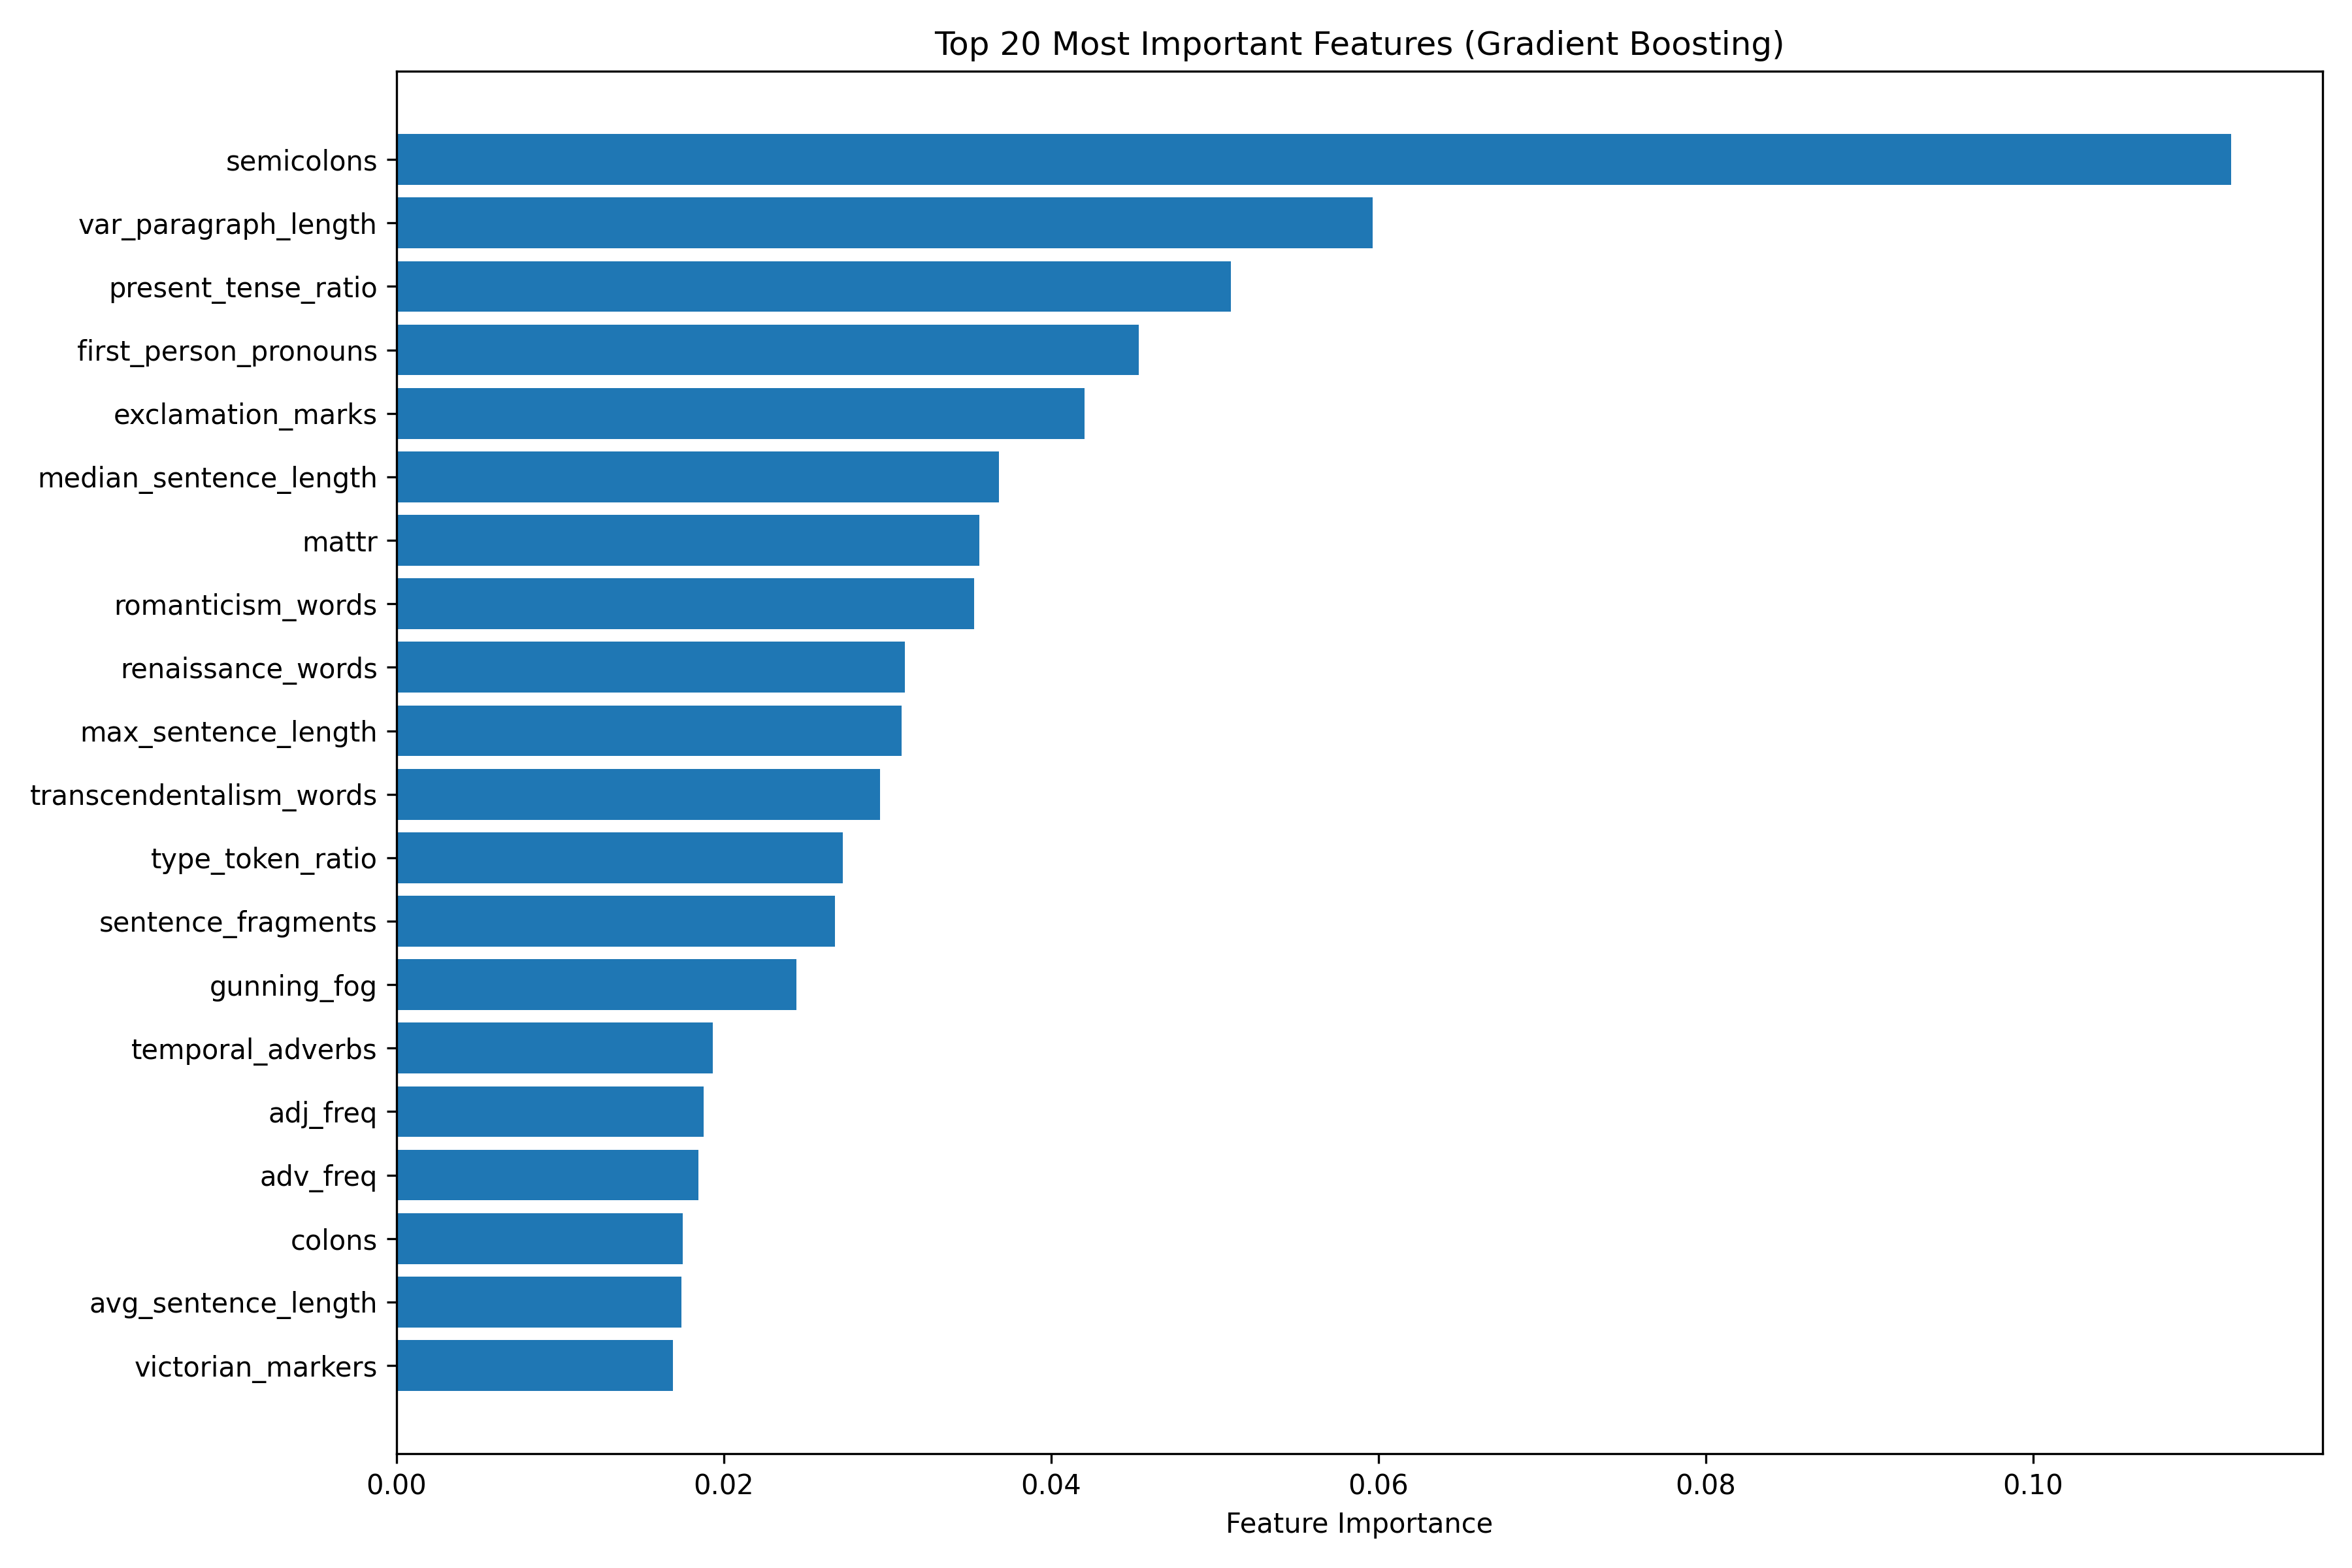 Top 20 Most Important Features (Gradient Boosting)
semicolons
var_paragraph_length
present_tense_ratio
first_person_pronouns
exclamation_marks
median_sentence_length
mattr
romanticism_words
renaissance_words
max_sentence_length
transcendentalism_words
type_token_ratio
sentence_fragments
gunning_fog
temporal_adverbs
adj_freq
adv_freq
colons
avg_sentence_length
victorian_markers
0.00 0.02 0.04 0.06 0.08 0.10
Feature Importance